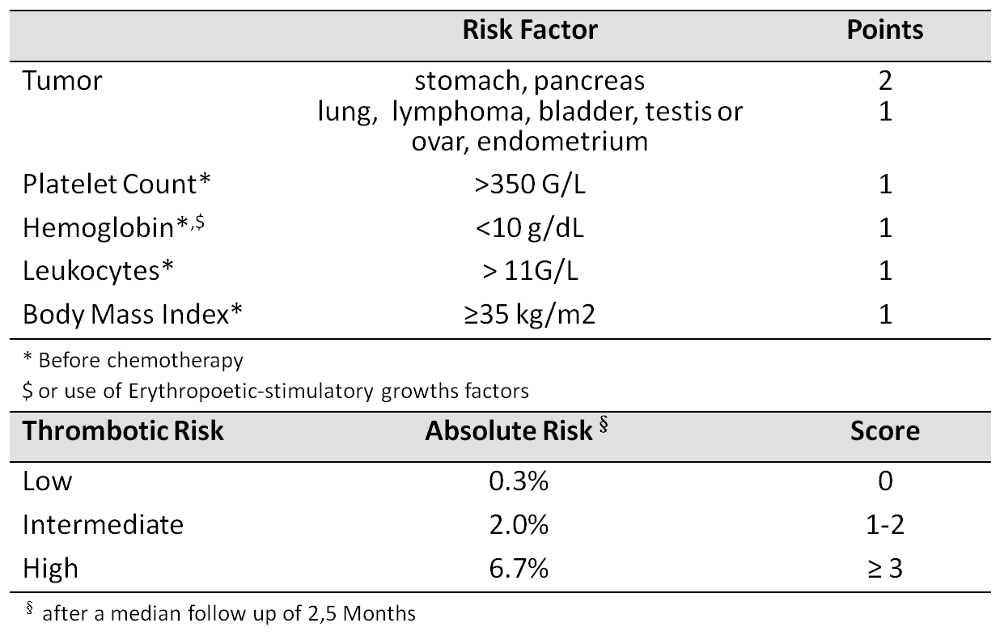 Risk Factor Points
Tumor stomach, pancreas 2
lung, lymphoma, bladder, testis or 1
ovar, endometrium
Platelet Count* >350 G/L 1
Hemoglobin*,$ <10 g/dL 1
Leukocytes* > 11G/L 1
Body Mass Index* ≥35 kg/m2 1
* Before chemotherapy
$ or use of Erythropoetic-stimulatory growths factors
Thrombotic Risk Absolute Risk § Score
Low 0.3% 0
Intermediate 2.0% 1-2
High 6.7% ≥ 3
§ after a median follow up of 2,5 Months